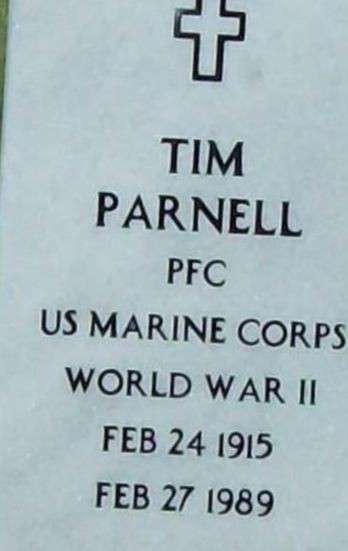 TIM
PARNELL
PFC
US MARINE CORPS
WORLD WAR II
FEB 24 1915
FEB 27 1989